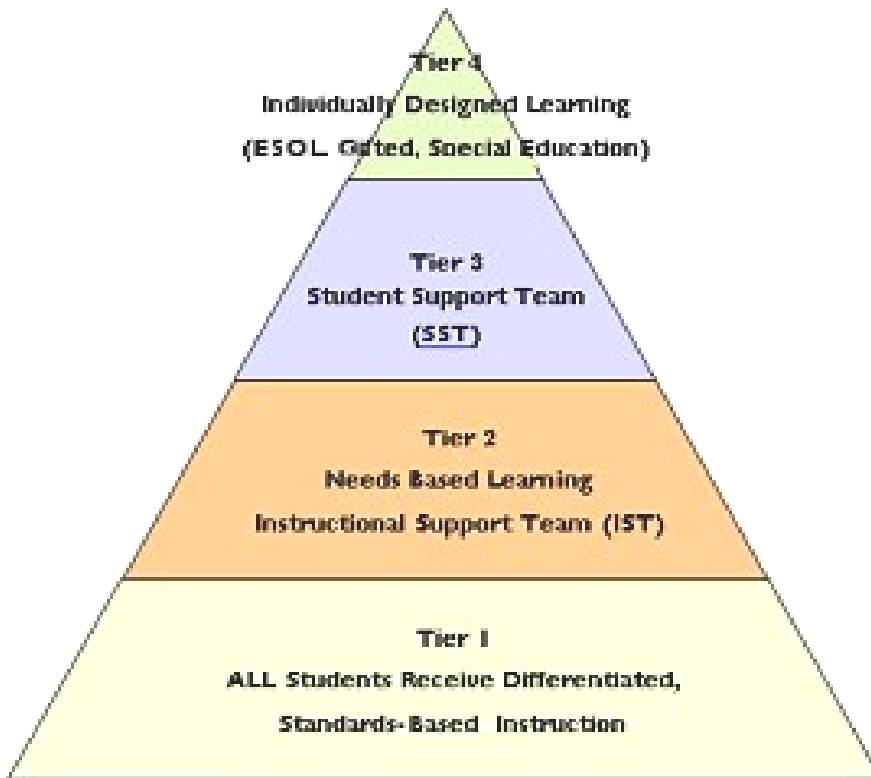 Tier 4
Individually Designed Learning
(ESOL. Gifted, Special Education)
Tier 3
Student Support Team
(SST)
Tier 2
Needs Based Learning
Instructional Support Team (IST)
Tier 1
ALL Students Receive Differentiated,
Standards-Based Instruction